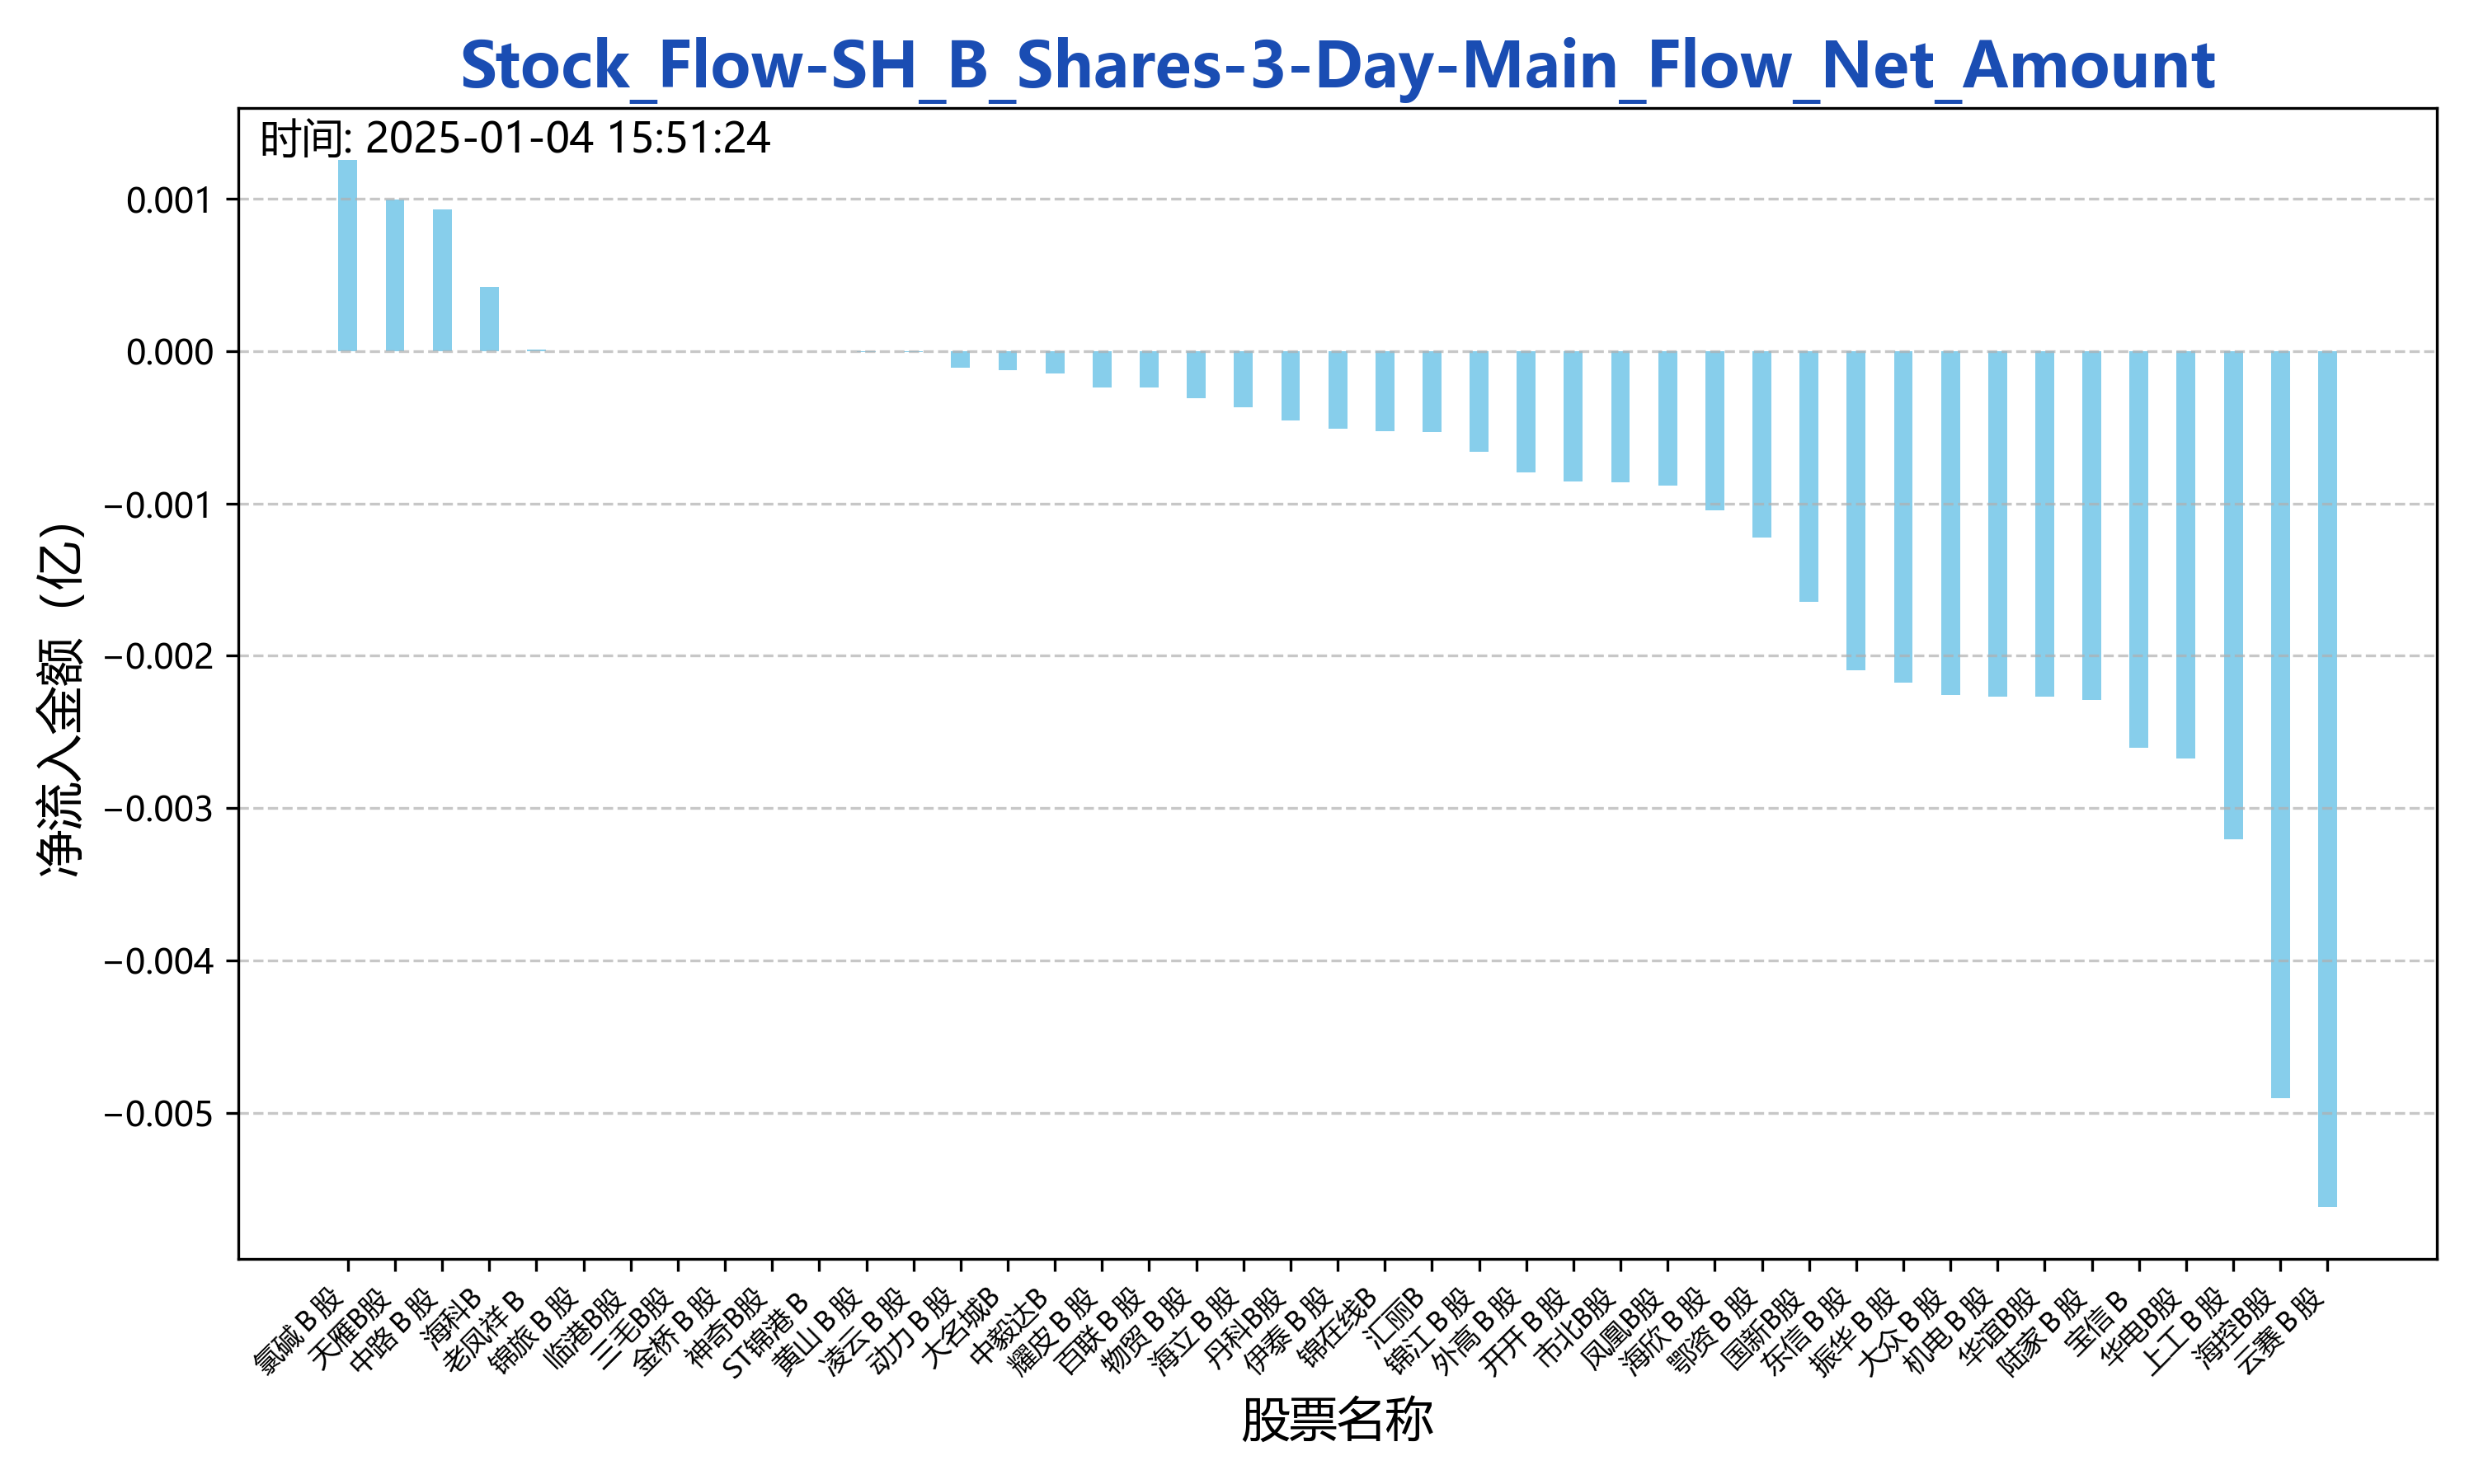 Stock_Flow-SH_B_Shares-3-Day-Main_Flow_Net_Amount
时间: 2025-01-04 15:51:24
净流入金额（亿）
0.001
0.000
−0.001
−0.002
−0.003
−0.004
−0.005
氯碱Ｂ股
天雁B股
中路Ｂ股
海科B
老凤祥Ｂ
锦旅Ｂ股
临港B股
三毛B股
金桥Ｂ股
神奇B股
ST锦港Ｂ
黄山Ｂ股
凌云Ｂ股
动力Ｂ股
大名城B
中毅达B
耀皮Ｂ股
百联Ｂ股
物贸Ｂ股
海立Ｂ股
丹科B股
伊泰Ｂ股
锦在线B
汇丽B
锦江Ｂ股
外高Ｂ股
开开Ｂ股
市北B股
凤凰B股
海欣Ｂ股
鄂资Ｂ股
国新B股
东信Ｂ股
振华Ｂ股
大众Ｂ股
机电Ｂ股
华谊B股
陆家Ｂ股
宝信Ｂ
华电B股
上工Ｂ股
海控B股
云赛Ｂ股
股票名称